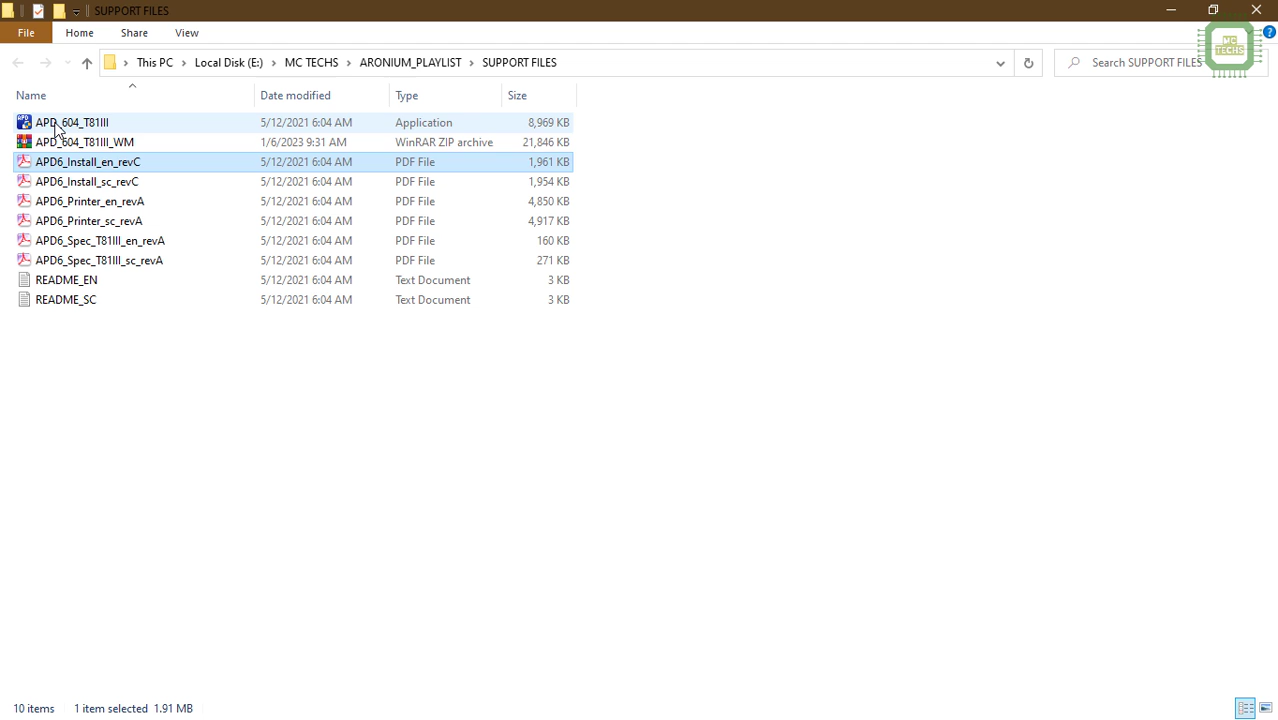 SUPPORT FILES
File Home Share View
MC TECHS
This PC Local Disk (E:) MC TECHS ARONIUM_PLAYLIST SUPPORT FILES Search SUPPORT FILES
Name Date modified Type Size
APD_604_T81III 5/12/2021 6:04 AM Application 8,969 KB
APD_604_T81III_WM 1/6/2023 9:31 AM WinRAR ZIP archive 21,846 KB
APD6_Install_en_revC 5/12/2021 6:04 AM PDF File 1,961 KB
APD6_Install_sc_revC 5/12/2021 6:04 AM PDF File 1,954 KB
APD6_Printer_en_revA 5/12/2021 6:04 AM PDF File 4,850 KB
APD6_Printer_sc_revA 5/12/2021 6:04 AM PDF File 4,917 KB
APD6_Spec_T81III_en_revA 5/12/2021 6:04 AM PDF File 160 KB
APD6_Spec_T81III_sc_revA 5/12/2021 6:04 AM PDF File 271 KB
README_EN 5/12/2021 6:04 AM Text Document 3 KB
README_SC 5/12/2021 6:04 AM Text Document 3 KB
10 items 1 item selected 1.91 MB